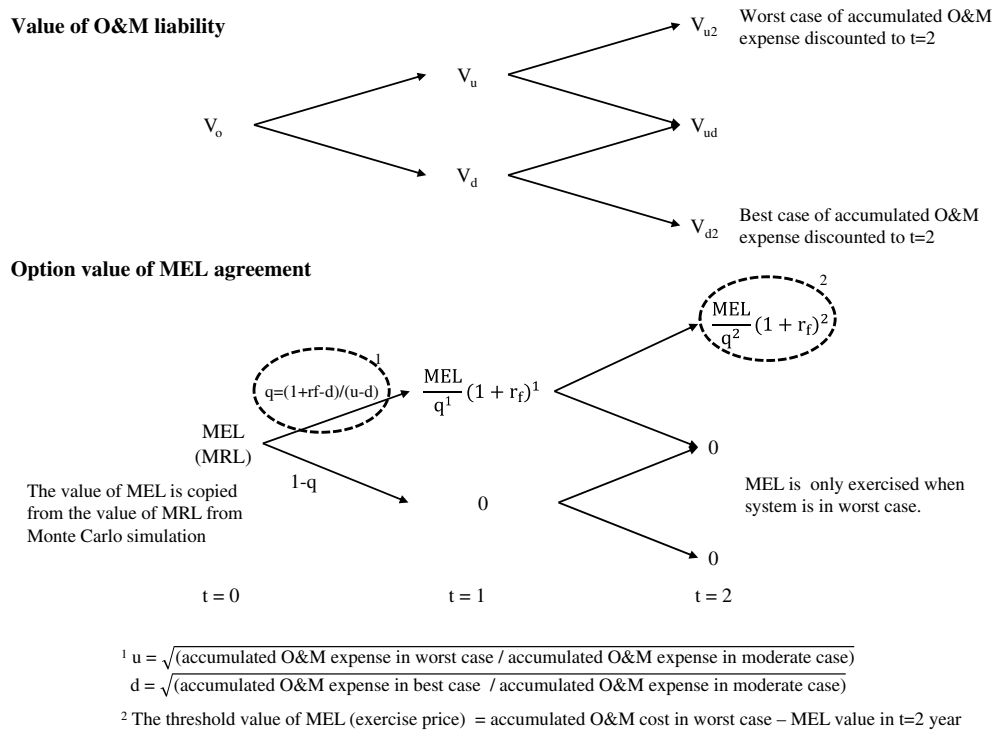 Value of O&M liability
V_u2
Worst case of accumulated O&M
expense discounted to t=2
V_u
V_o
V_ud
V_d
V_d2
Best case of accumulated O&M
expense discounted to t=2
Option value of MEL agreement
2
MEL/q² (1 + r_f)²
1
q=(1+rf-d)/(u-d)
MEL/q¹ (1 + r_f)¹
MEL
(MRL)
0
1-q
The value of MEL is copied
from the value of MRL from
Monte Carlo simulation
0
MEL is only exercised when
system is in worst case.
0
t = 0
t = 1
t = 2
¹ u = √(accumulated O&M expense in worst case / accumulated O&M expense in moderate case)
d = √(accumulated O&M expense in best case / accumulated O&M expense in moderate case)
² The threshold value of MEL (exercise price) = accumulated O&M cost in worst case – MEL value in t=2 year